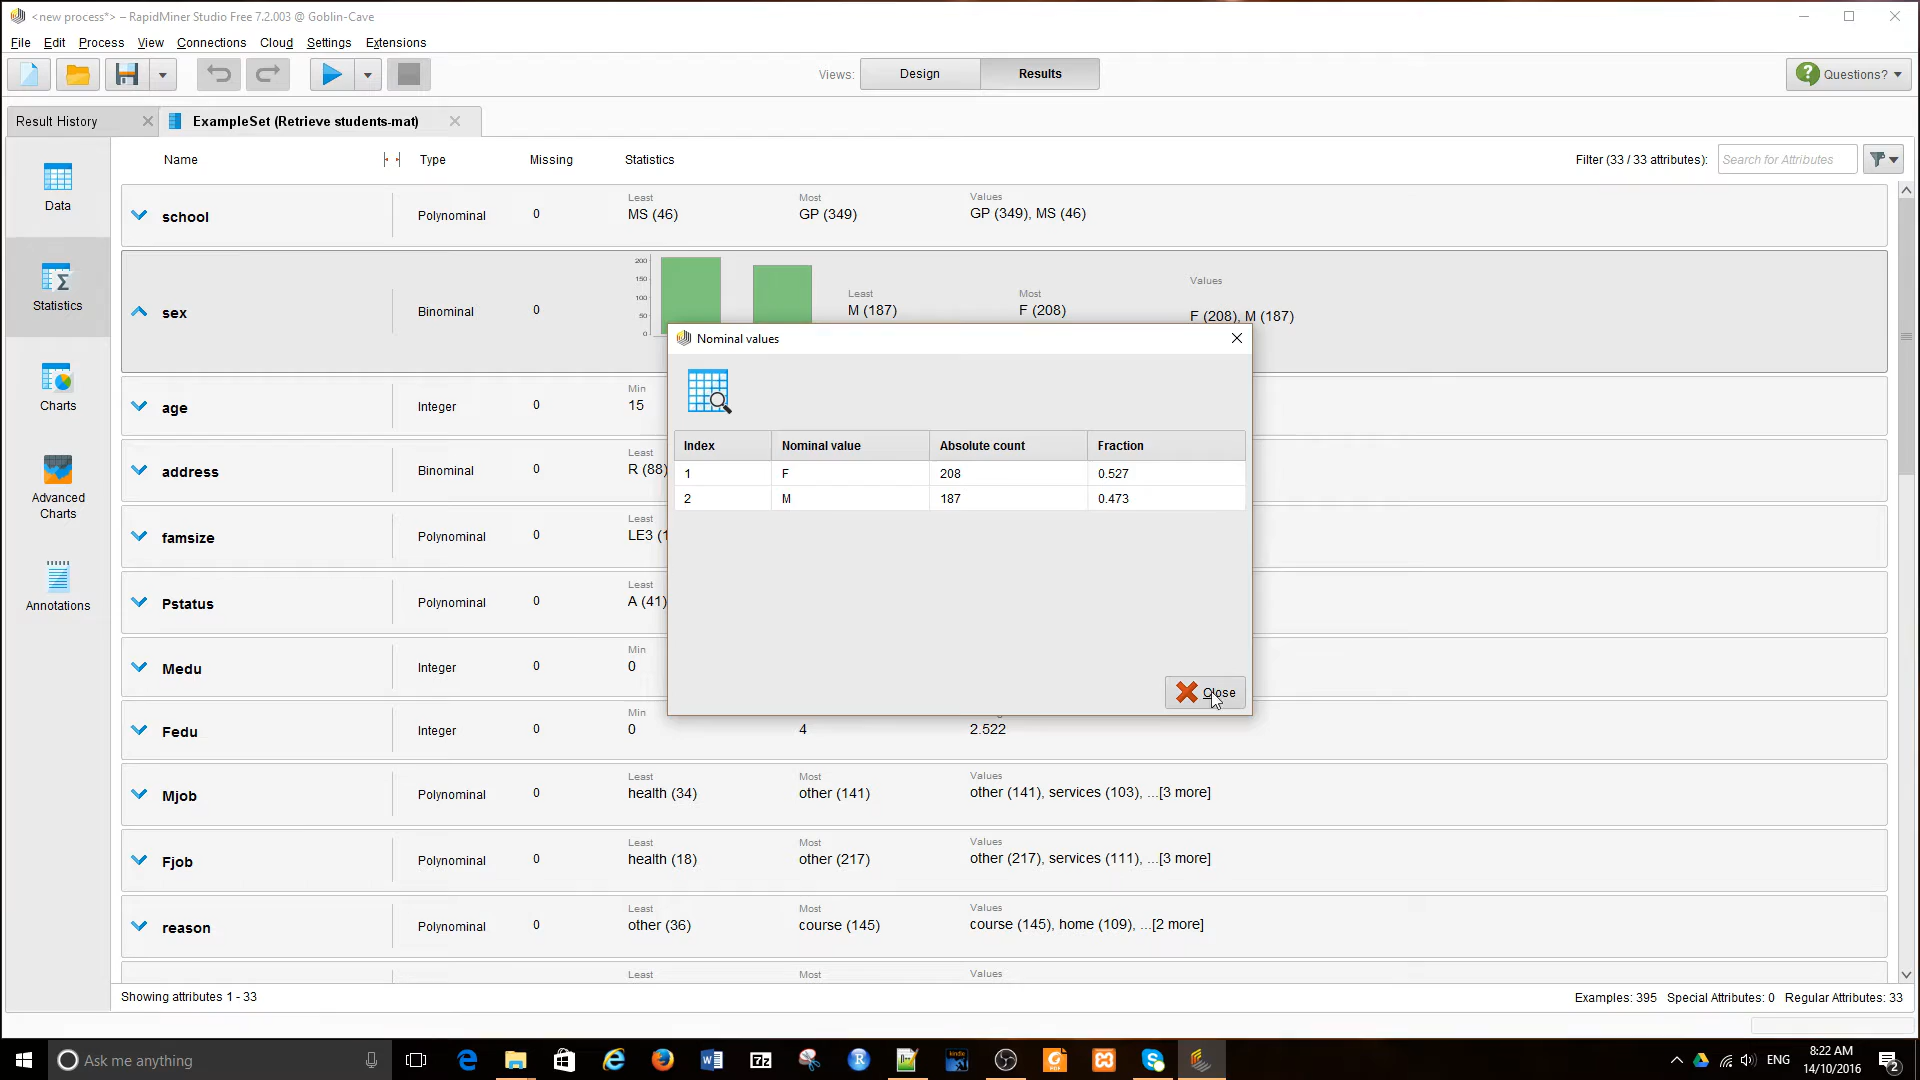 <new process*> – RapidMiner Studio Free 7.2.003 @ Goblin-Cave
File Edit Process View Connections Cloud Settings Extensions
Views: Design Results Questions?
Result History ExampleSet (Retrieve students-mat)
Name Type Missing Statistics Filter (33 / 33 attributes): Search for Attributes
Data
Statistics
Charts
Advanced
Charts
Annotations
Least Most Values
school Polynominal 0 MS (46) GP (349) GP (349), MS (46)
200
150
100
50
0
Least Most Values
sex Binominal 0 M (187) F (208) F (208), M (187)
Min
age Integer 0 15
Least
address Binominal 0 R (88)
Least
famsize Polynominal 0 LE3 (1
Least
Pstatus Polynominal 0 A (41)
Min
Medu Integer 0 0
Min
Fedu Integer 0 0 4 2.522
Least Most Values
Mjob Polynominal 0 health (34) other (141) other (141), services (103), ...[3 more]
Least Most Values
Fjob Polynominal 0 health (18) other (217) other (217), services (111), ...[3 more]
Least Most Values
reason Polynominal 0 other (36) course (145) course (145), home (109), ...[2 more]
Least Most Values
Nominal values
Index Nominal value Absolute count Fraction
1 F 208 0.527
2 M 187 0.473
Close
Showing attributes 1 - 33 Examples: 395 Special Attributes: 0 Regular Attributes: 33
Ask me anything
7z
R
kindle
ENG
8:22 AM
14/10/2016
2